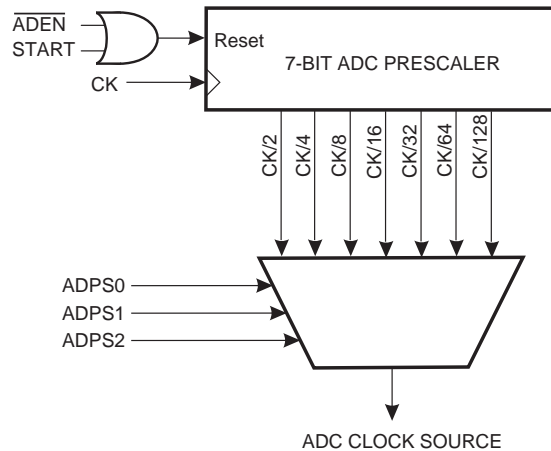 ADEN
START
Reset
7-BIT ADC PRESCALER
CK
CK/2
CK/4
CK/8
CK/16
CK/32
CK/64
CK/128
ADPS0
ADPS1
ADPS2
ADC CLOCK SOURCE